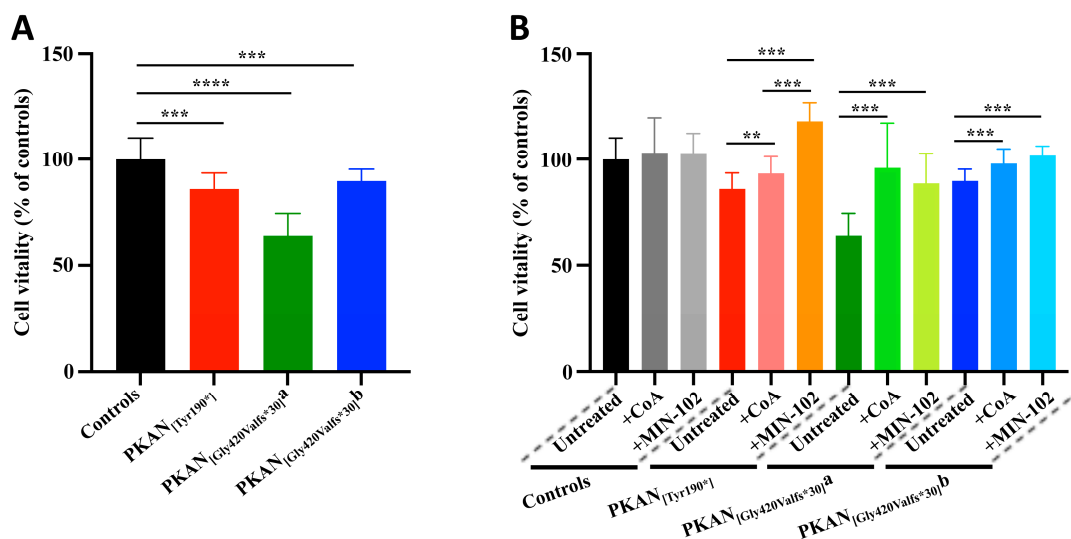 A
Cell vitality (% of controls)
150
100
50
0
***
****
***
Controls
PKAN[Tyr190*]
PKAN[Gly420Valfs*30]a
PKAN[Gly420Valfs*30]b
B
Cell vitality (% of controls)
150
100
50
0
***
***
**
***
***
***
***
Untreated
+CoA
+MIN-102
Untreated
+CoA
+MIN-102
Untreated
+CoA
+MIN-102
Untreated
+CoA
+MIN-102
Controls
PKAN[Tyr190*]
PKAN[Gly420Valfs*30]a
PKAN[Gly420Valfs*30]b